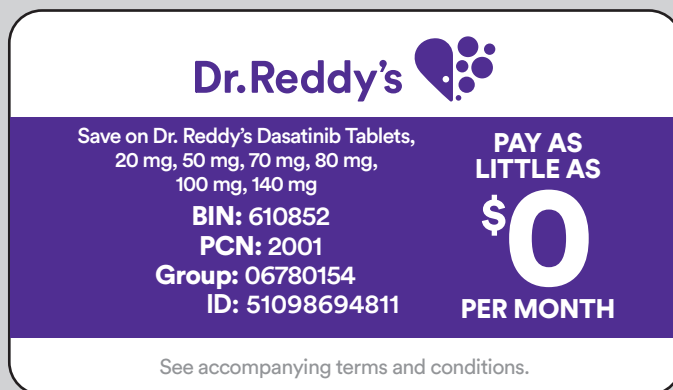 Dr.Reddy's
Save on Dr. Reddy's Dasatinib Tablets,
20 mg, 50 mg, 70 mg, 80 mg,
100 mg, 140 mg
BIN: 610852
PCN: 2001
Group: 06780154
ID: 51098694811
PAY AS
LITTLE AS
$0
PER MONTH
See accompanying terms and conditions.